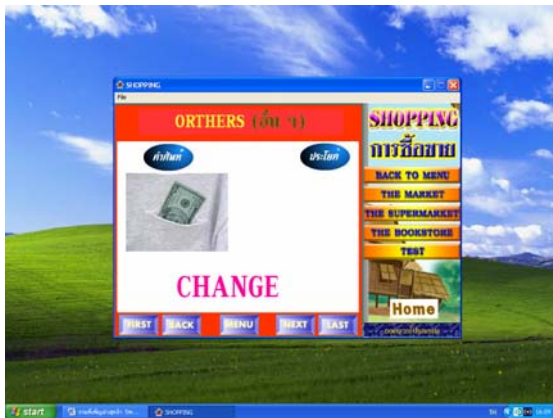 SHOPPING
File
ORTHERS (อื่น ๆ)
คำศัพท์
ประโยค
CHANGE
FIRST
BACK
MENU
NEXT
LAST
SHOPPING
การซื้อขาย
BACK TO MENU
THE MARKET
THE SUPERMARKET
THE BOOKSTORE
TEST
Home
start
SHOPPING
TH